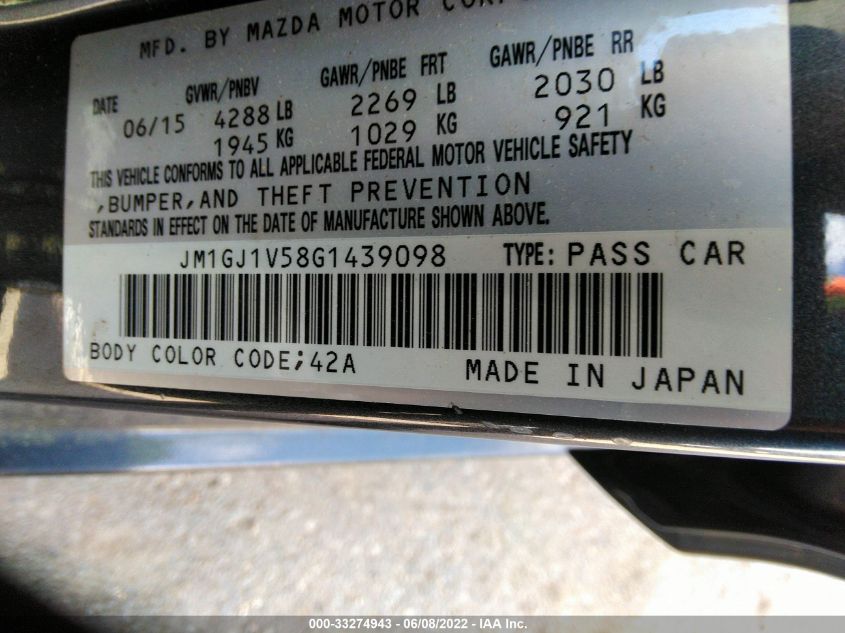 MFD. BY MAZDA MOTOR
DATE GVWR/PNBV GAWR/PNBE FRT GAWR/PNBE RR
06/15 4288 LB 2269 LB 2030 LB
1945 KG 1029 KG 921 KG
THIS VEHICLE CONFORMS TO ALL APPLICABLE FEDERAL MOTOR VEHICLE SAFETY
,BUMPER,AND THEFT PREVENTION
STANDARDS IN EFFECT ON THE DATE OF MANUFACTURE SHOWN ABOVE.
JM1GJ1V58G1439098 TYPE: PASS CAR
BODY COLOR CODE;42A MADE IN JAPAN
000-33274943 - 06/08/2022 - IAA Inc.